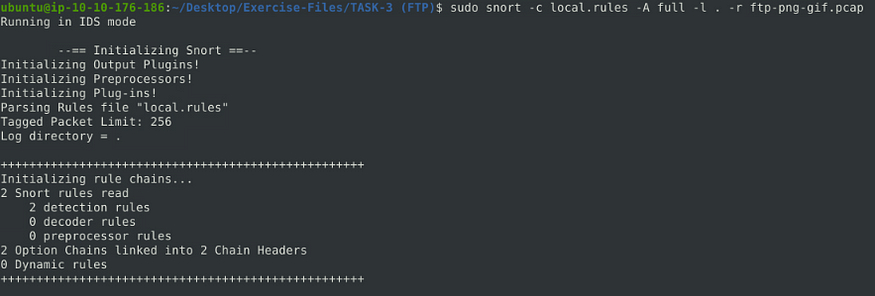 ubuntu@ip-10-10-176-186:~/Desktop/Exercise-Files/TASK-3 (FTP)$ sudo snort -c local.rules -A full -l . -r ftp-png-gif.pcap
Running in IDS mode
--== Initializing Snort ==--
Initializing Output Plugins!
Initializing Preprocessors!
Initializing Plug-ins!
Parsing Rules file "local.rules"
Tagged Packet Limit: 256
Log directory = .
+++++++++++++++++++++++++++++++++++++++++++++++++++
Initializing rule chains...
2 Snort rules read
2 detection rules
0 decoder rules
0 preprocessor rules
2 Option Chains linked into 2 Chain Headers
0 Dynamic rules
+++++++++++++++++++++++++++++++++++++++++++++++++++